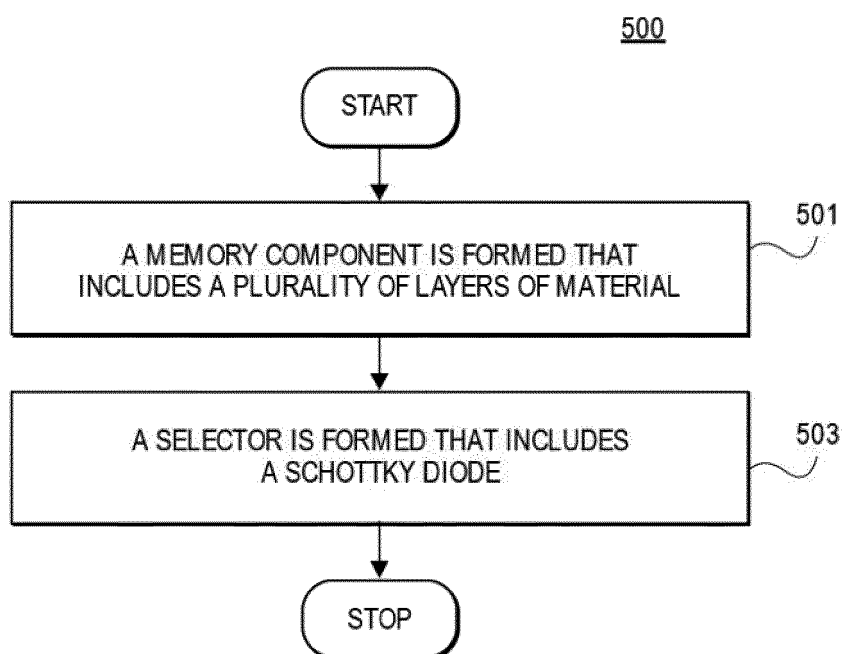 500
START
501
A MEMORY COMPONENT IS FORMED THAT
INCLUDES A PLURALITY OF LAYERS OF MATERIAL
A SELECTOR IS FORMED THAT INCLUDES
A SCHOTTKY DIODE
503
STOP